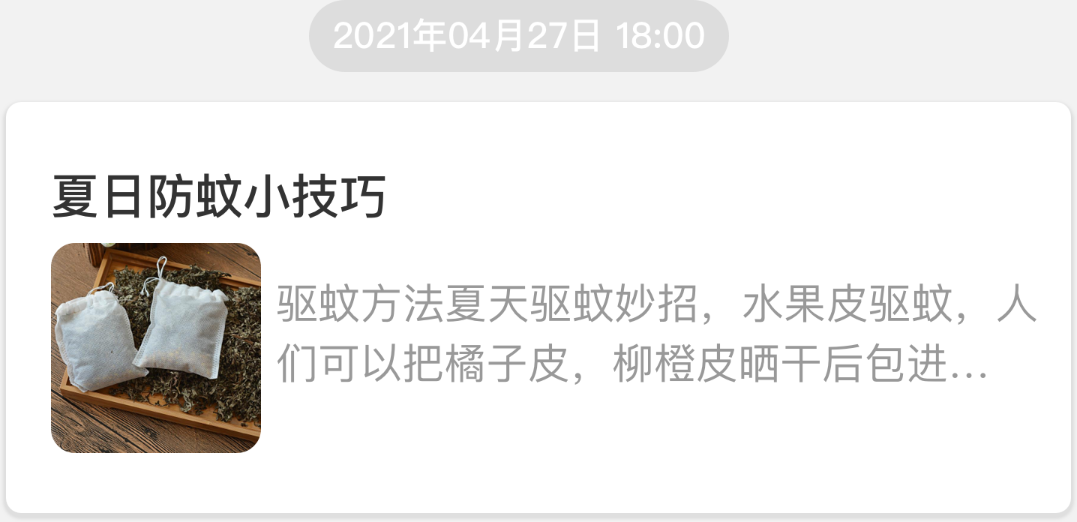 2021年04月27日 18:00
夏日防蚊小技巧
驱蚊方法夏天驱蚊妙招，水果皮驱蚊，人
们可以把橘子皮，柳橙皮晒干后包进...